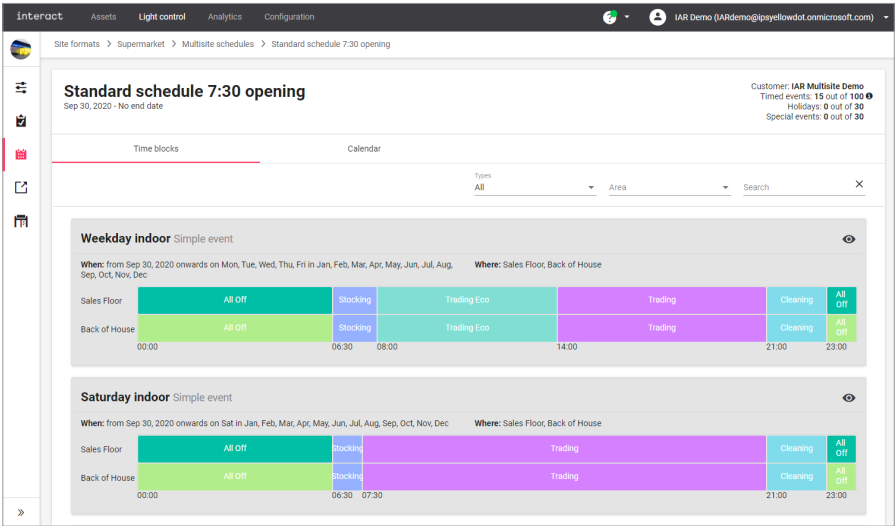 interact Assets Light control Analytics Configuration ? IAR Demo (IARdemo@ipsyellowdot.onmicrosoft.com)
Site formats > Supermarket > Multisite schedules > Standard schedule 7:30 opening
Standard schedule 7:30 opening
Sep 30, 2020 - No end date
Customer: IAR Multisite Demo
Timed events: 15 out of 100
Holidays: 0 out of 30
Special events: 0 out of 30
Time blocks Calendar
Types
All Area Search
Weekday indoor Simple event
When: from Sep 30, 2020 onwards on Mon, Tue, Wed, Thu, Fri in Jan, Feb, Mar, Apr, May, Jun, Jul, Aug,
Sep, Oct, Nov, Dec
Where: Sales Floor, Back of House
Sales Floor All Off Stocking Trading Eco Trading Cleaning All Off
Back of House All Off Stocking Trading Eco Trading Cleaning All Off
00:00 06:30 08:00 14:00 21:00 23:00
Saturday indoor Simple event
When: from Sep 30, 2020 onwards on Sat in Jan, Feb, Mar, Apr, May, Jun, Jul, Aug, Sep, Oct, Nov, Dec
Where: Sales Floor, Back of House
Sales Floor All Off Stocking Trading Cleaning All Off
Back of House All Off Stocking Trading Cleaning All Off
00:00 06:30 07:30 21:00 23:00